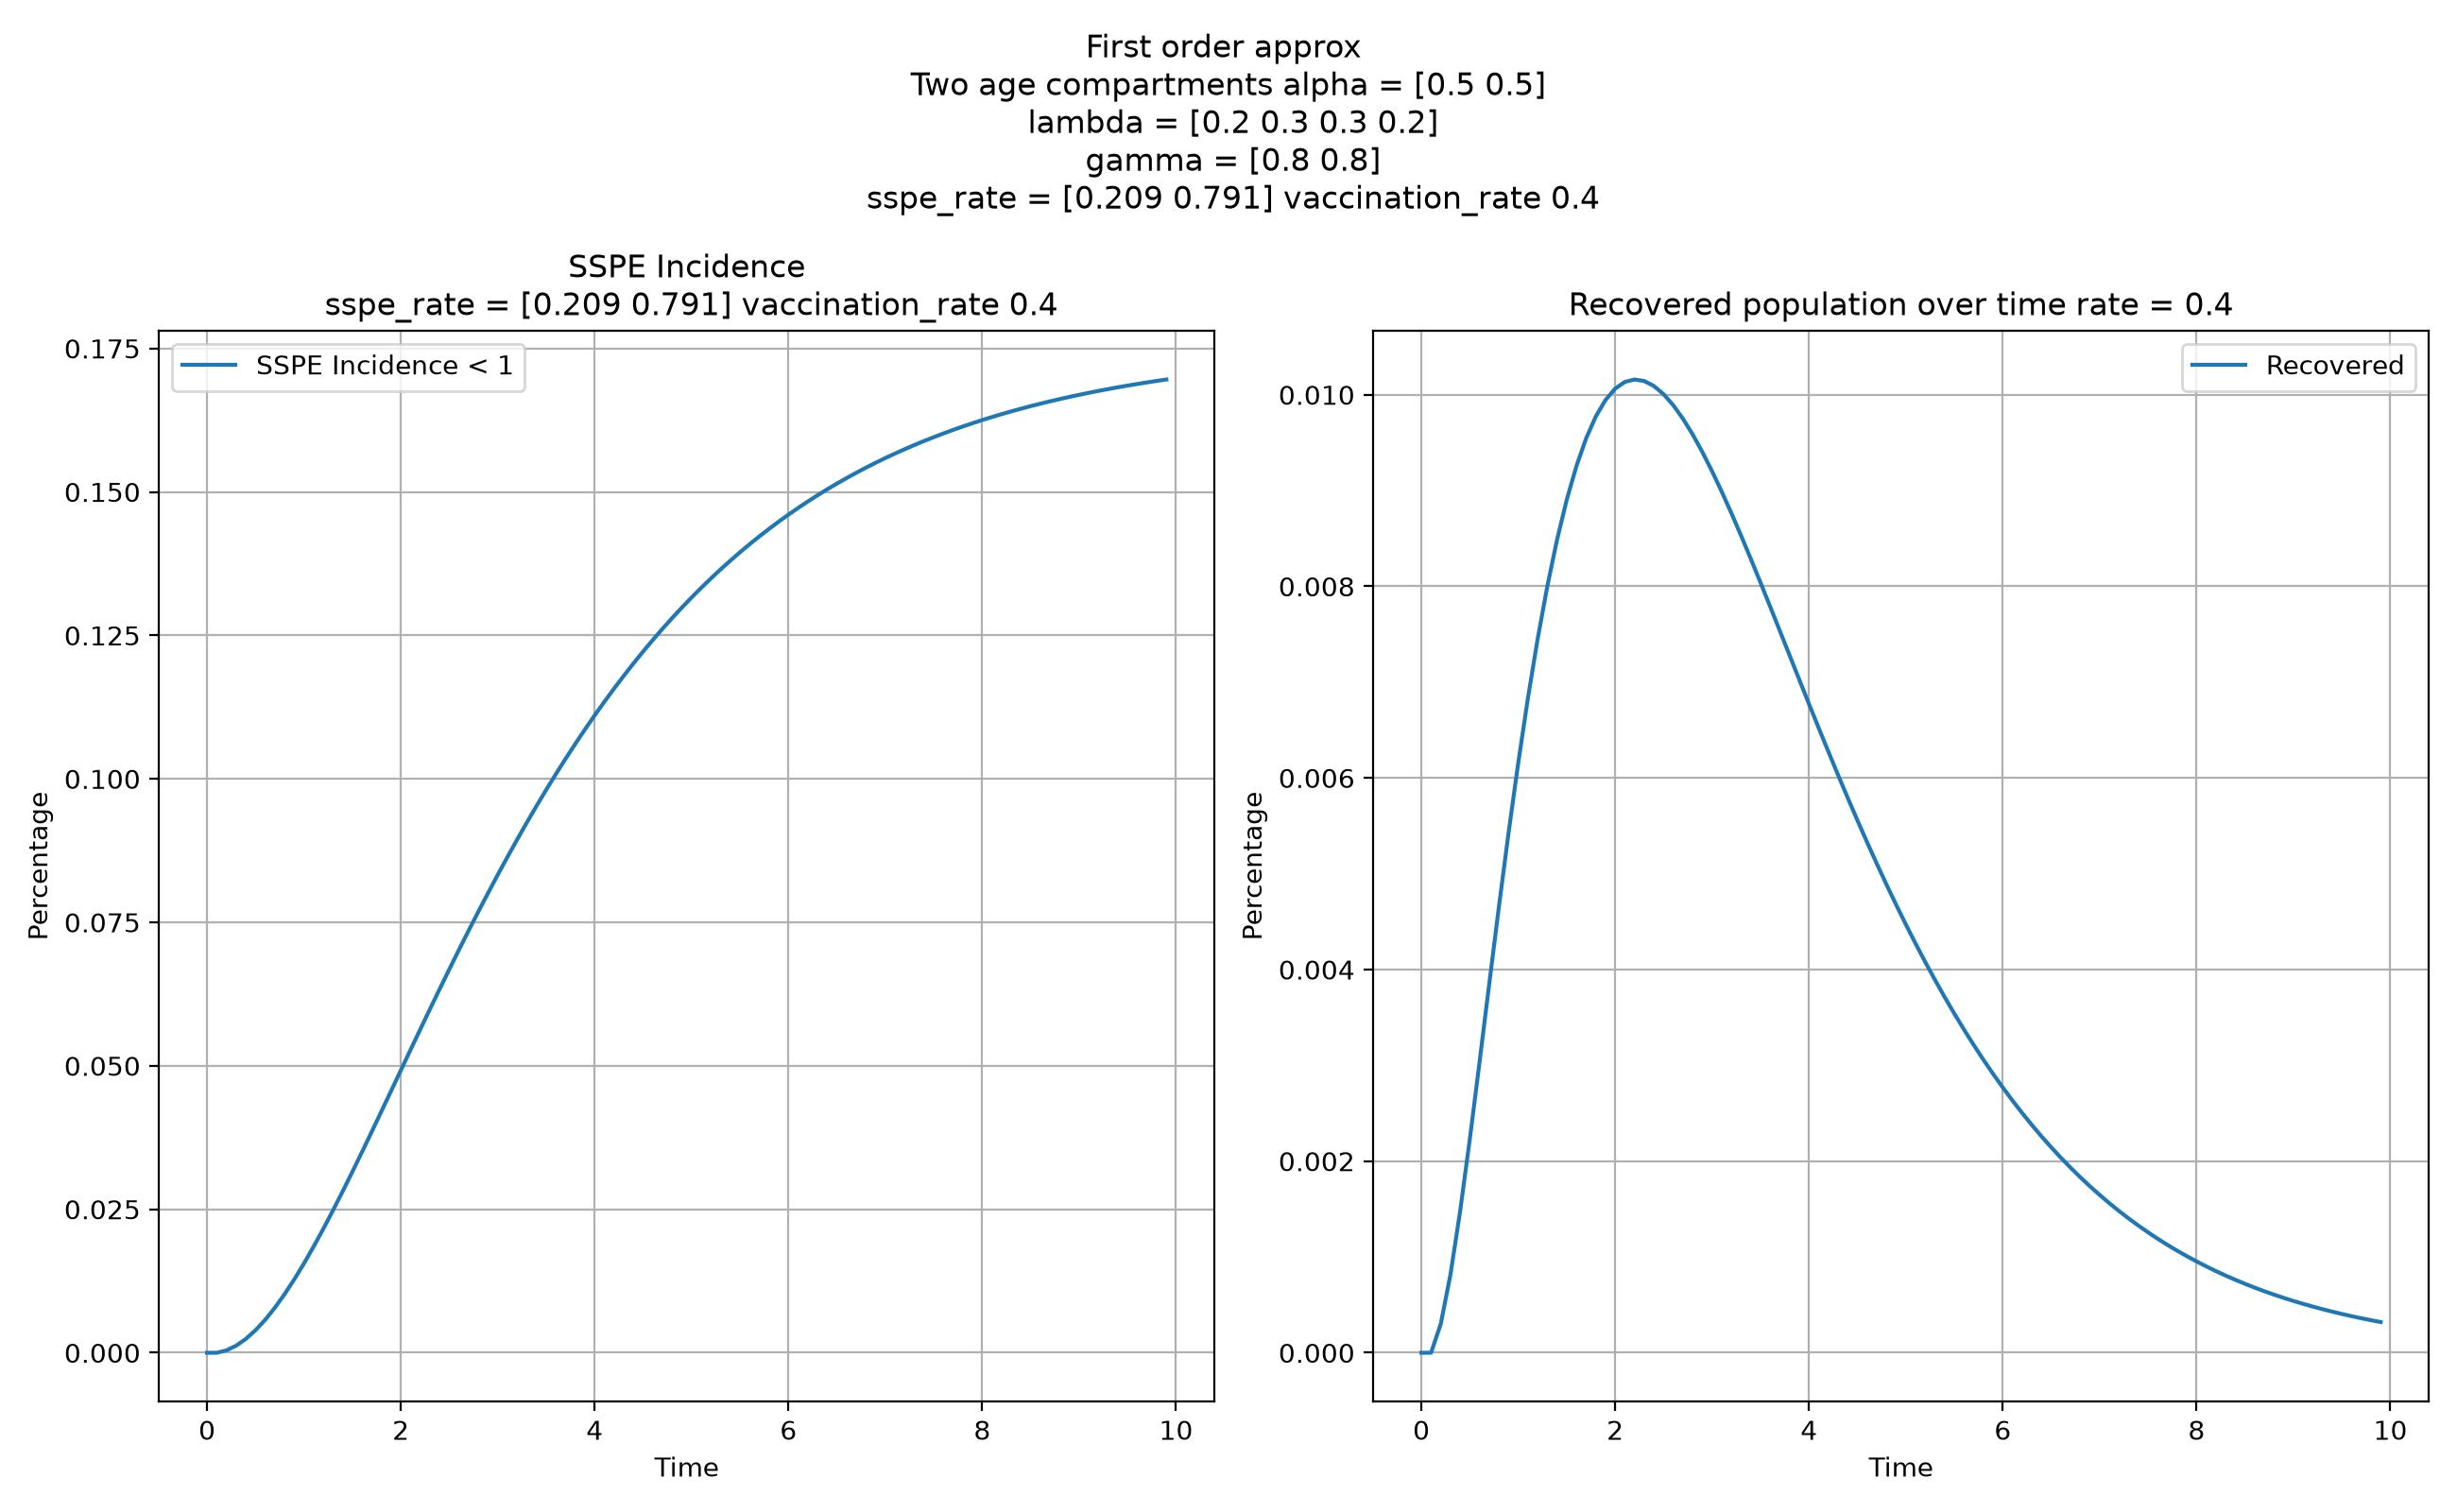 First order approx
Two age compartments alpha = [0.5 0.5]
lambda = [0.2 0.3 0.3 0.2]
gamma = [0.8 0.8]
sspe_rate = [0.209 0.791] vaccination_rate 0.4
SSPE Incidence
sspe_rate = [0.209 0.791] vaccination_rate 0.4
SSPE Incidence < 1
0.175
0.150
0.125
0.100
0.075
0.050
0.025
0.000
Percentage
0 2 4 6 8 10
Time
Recovered population over time rate = 0.4
Recovered
0.010
0.008
0.006
0.004
0.002
0.000
Percentage
0 2 4 6 8 10
Time